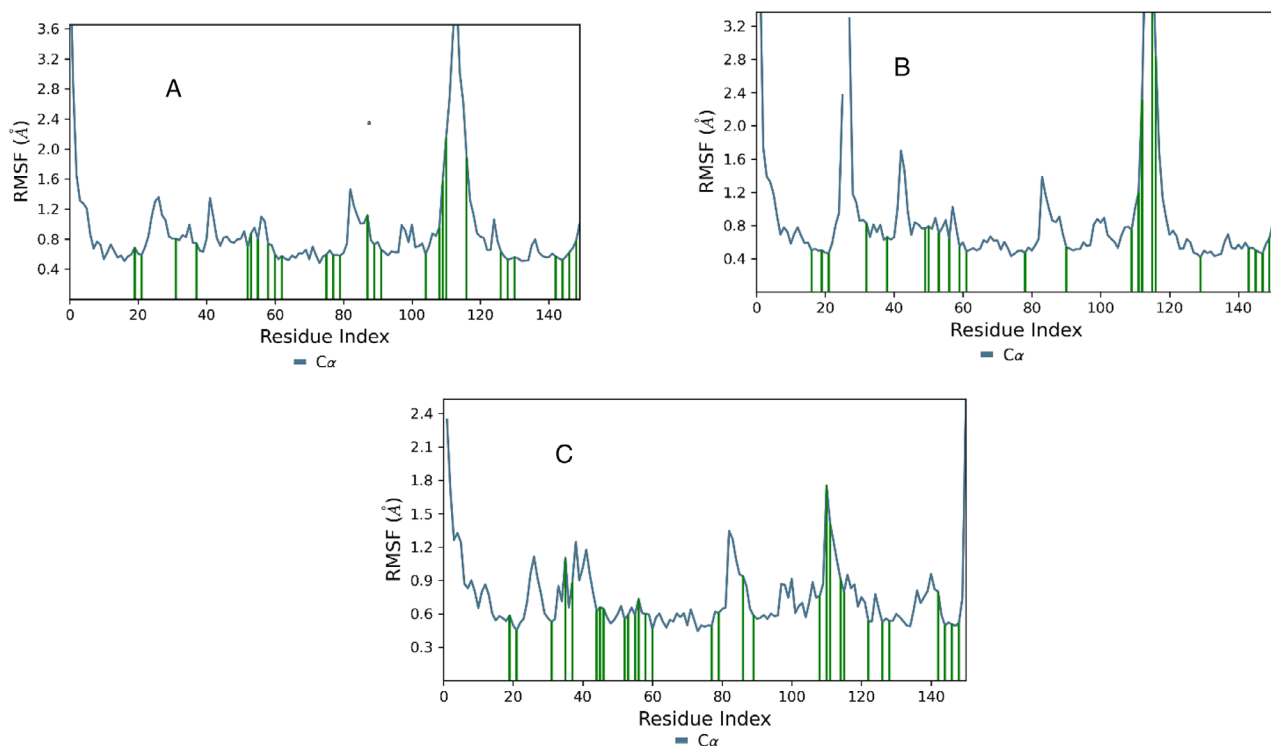 A
RMSF (Å)
3.6
3.2
2.8
2.4
2.0
1.6
1.2
0.8
0.4
a
0 20 40 60 80 100 120 140
Residue Index
Cα
B
RMSF (Å)
3.2
2.8
2.4
2.0
1.6
1.2
0.8
0.4
0 20 40 60 80 100 120 140
Residue Index
Cα
C
RMSF (Å)
2.4
2.1
1.8
1.5
1.2
0.9
0.6
0.3
0 20 40 60 80 100 120 140
Residue Index
Cα